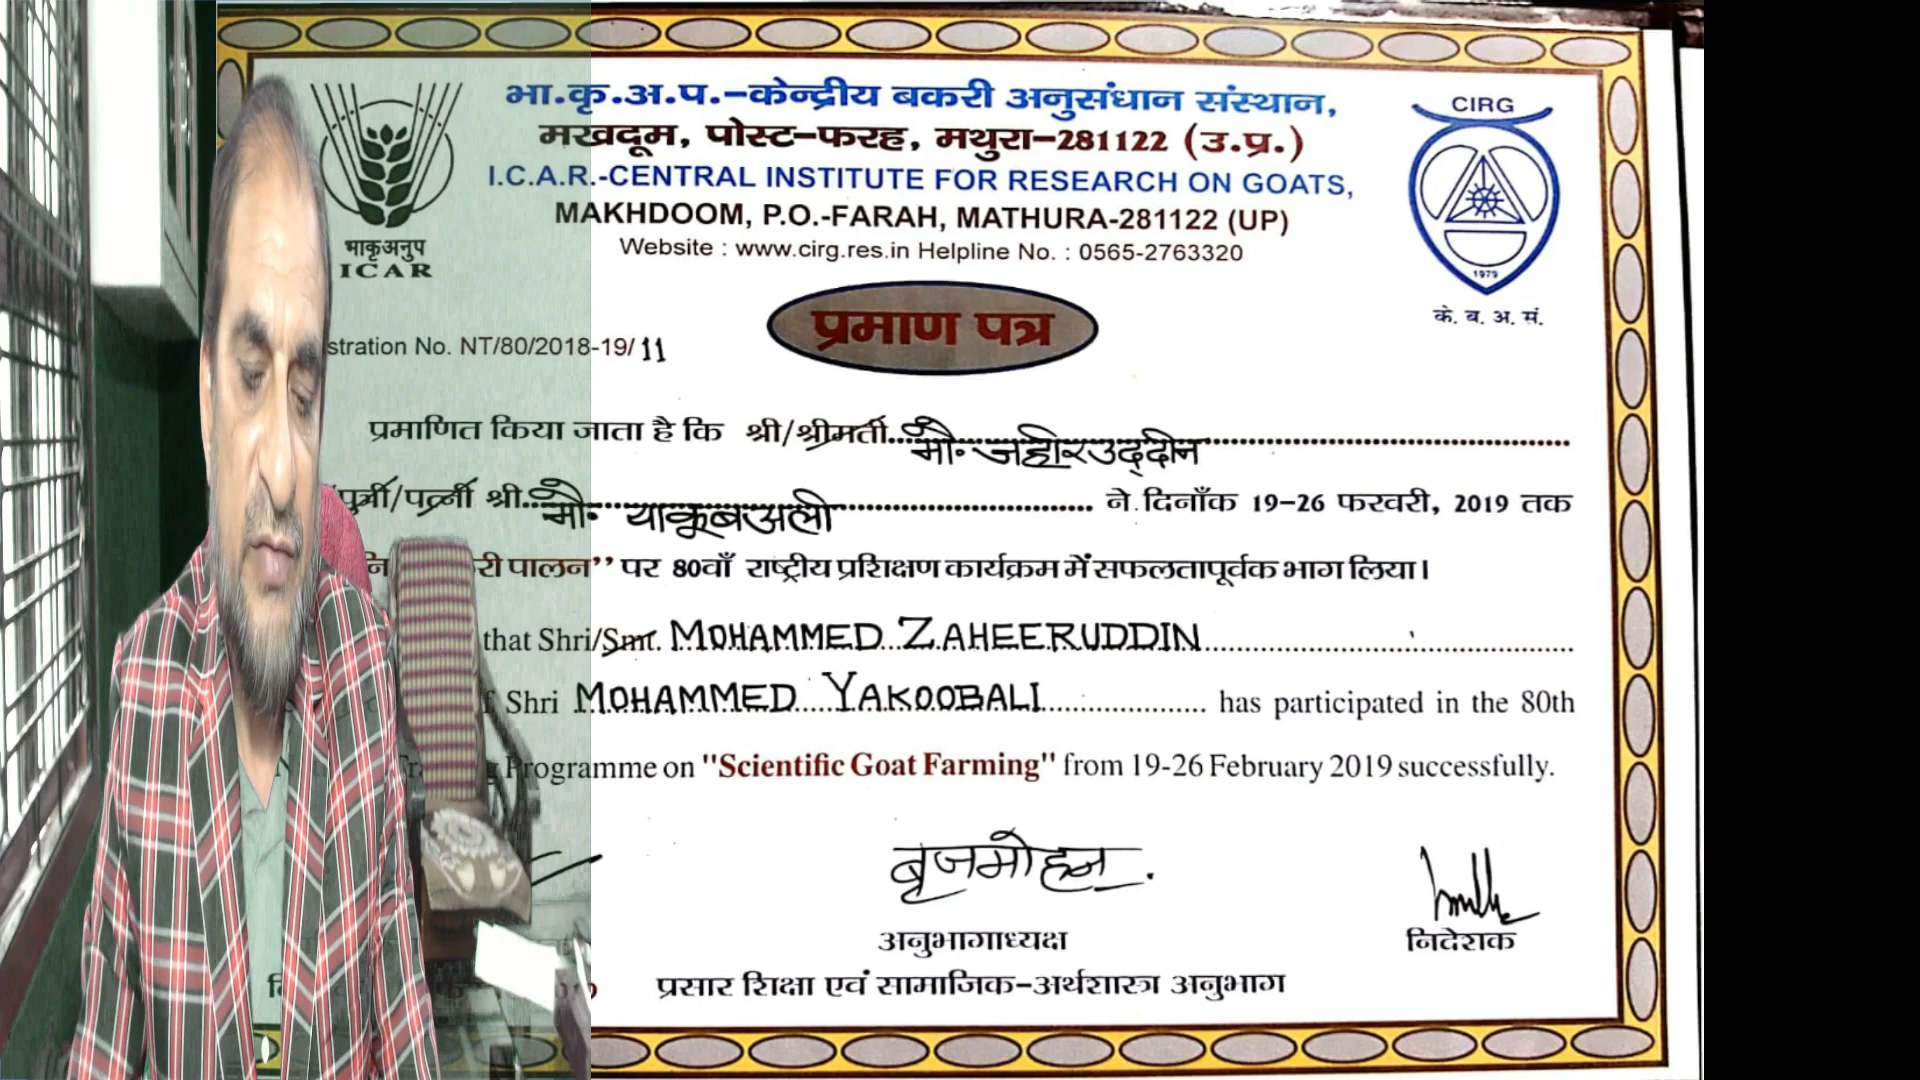 भा.कृ.अ.प.-केन्द्रीय बकरी अनुसंधान संस्थान,
मखदूम, पोस्ट-फरह, मथुरा-281122 (उ.प्र.)
I.C.A.R.-CENTRAL INSTITUTE FOR RESEARCH ON GOATS,
MAKHDOOM, P.O.-FARAH, MATHURA-281122 (UP)
Website : www.cirg.res.in Helpline No. : 0565-2763320
भाकृअनुप
ICAR
CIRG
1979
के. ब. अ. सं.
प्रमाण पत्र
stration No. NT/80/2018-19/11
प्रमाणित किया जाता है कि श्री/श्रीमती मौ॰ जहीरउद्दीन
पुत्री/पत्नी श्री मौ॰ याकूबअली ने दिनाँक 19-26 फरवरी, 2019 तक
री पालन’’ पर 80वाँ राष्ट्रीय प्रशिक्षण कार्यक्रम में सफलतापूर्वक भाग लिया।
that Shri/Smt. MOHAMMED ZAHEERUDDIN
Shri MOHAMMED YAKOOBALI has participated in the 80th
Programme on "Scientific Goat Farming" from 19-26 February 2019 successfully.
बृजमोहन
अनुभागाध्यक्ष
निदेशक
प्रसार शिक्षा एवं सामाजिक-अर्थशास्त्र अनुभाग